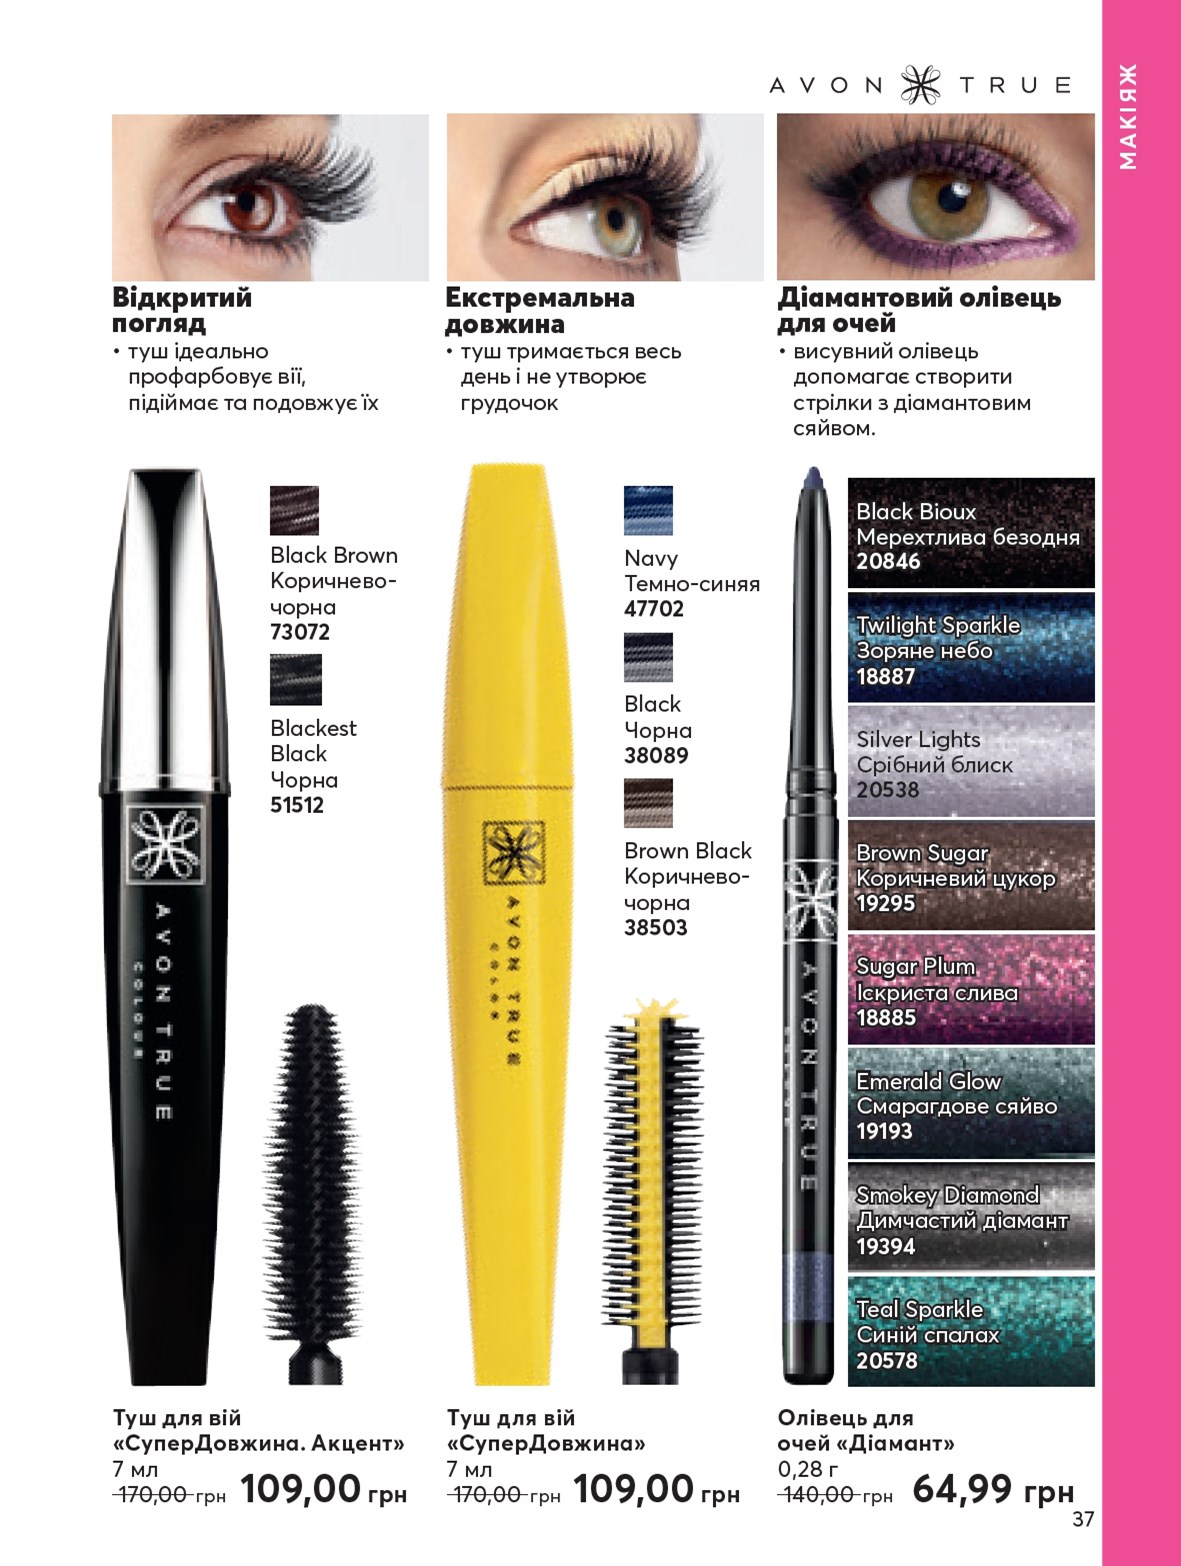 AVON TRUE
МАКІЯЖ
Відкритий
погляд
• туш ідеально
профарбовує вії,
підіймає та подовжує їх
Екстремальна
довжина
• туш тримається весь
день і не утворює
грудочок
Діамантовий олівець
для очей
• висувний олівець
допомагає створити
стрілки з діамантовим
сяйвом.
Black Brown
Коричнево-
чорна
73072
Blackest
Black
Чорна
51512
AVON TRUE
COLOUR
Navy
Темно-синяя
47702
Black
Чорна
38089
Brown Black
Коричнево-
чорна
38503
AVON TRUE
COLOR
AVON TRUE
Black Bioux
Мерехтлива безодня
20846
Twilight Sparkle
Зоряне небо
18887
Silver Lights
Срібний блиск
20538
Brown Sugar
Коричневий цукор
19295
Sugar Plum
Іскриста слива
18885
Emerald Glow
Смарагдове сяйво
19193
Smokey Diamond
Димчастий діамант
19394
Teal Sparkle
Синій спалах
20578
Туш для вій
«СуперДовжина. Акцент»
7 мл
170,00 грн 109,00 грн
Туш для вій
«СуперДовжина»
7 мл
170,00 грн 109,00 грн
Олівець для
очей «Діамант»
0,28 г
140,00 грн 64,99 грн
37